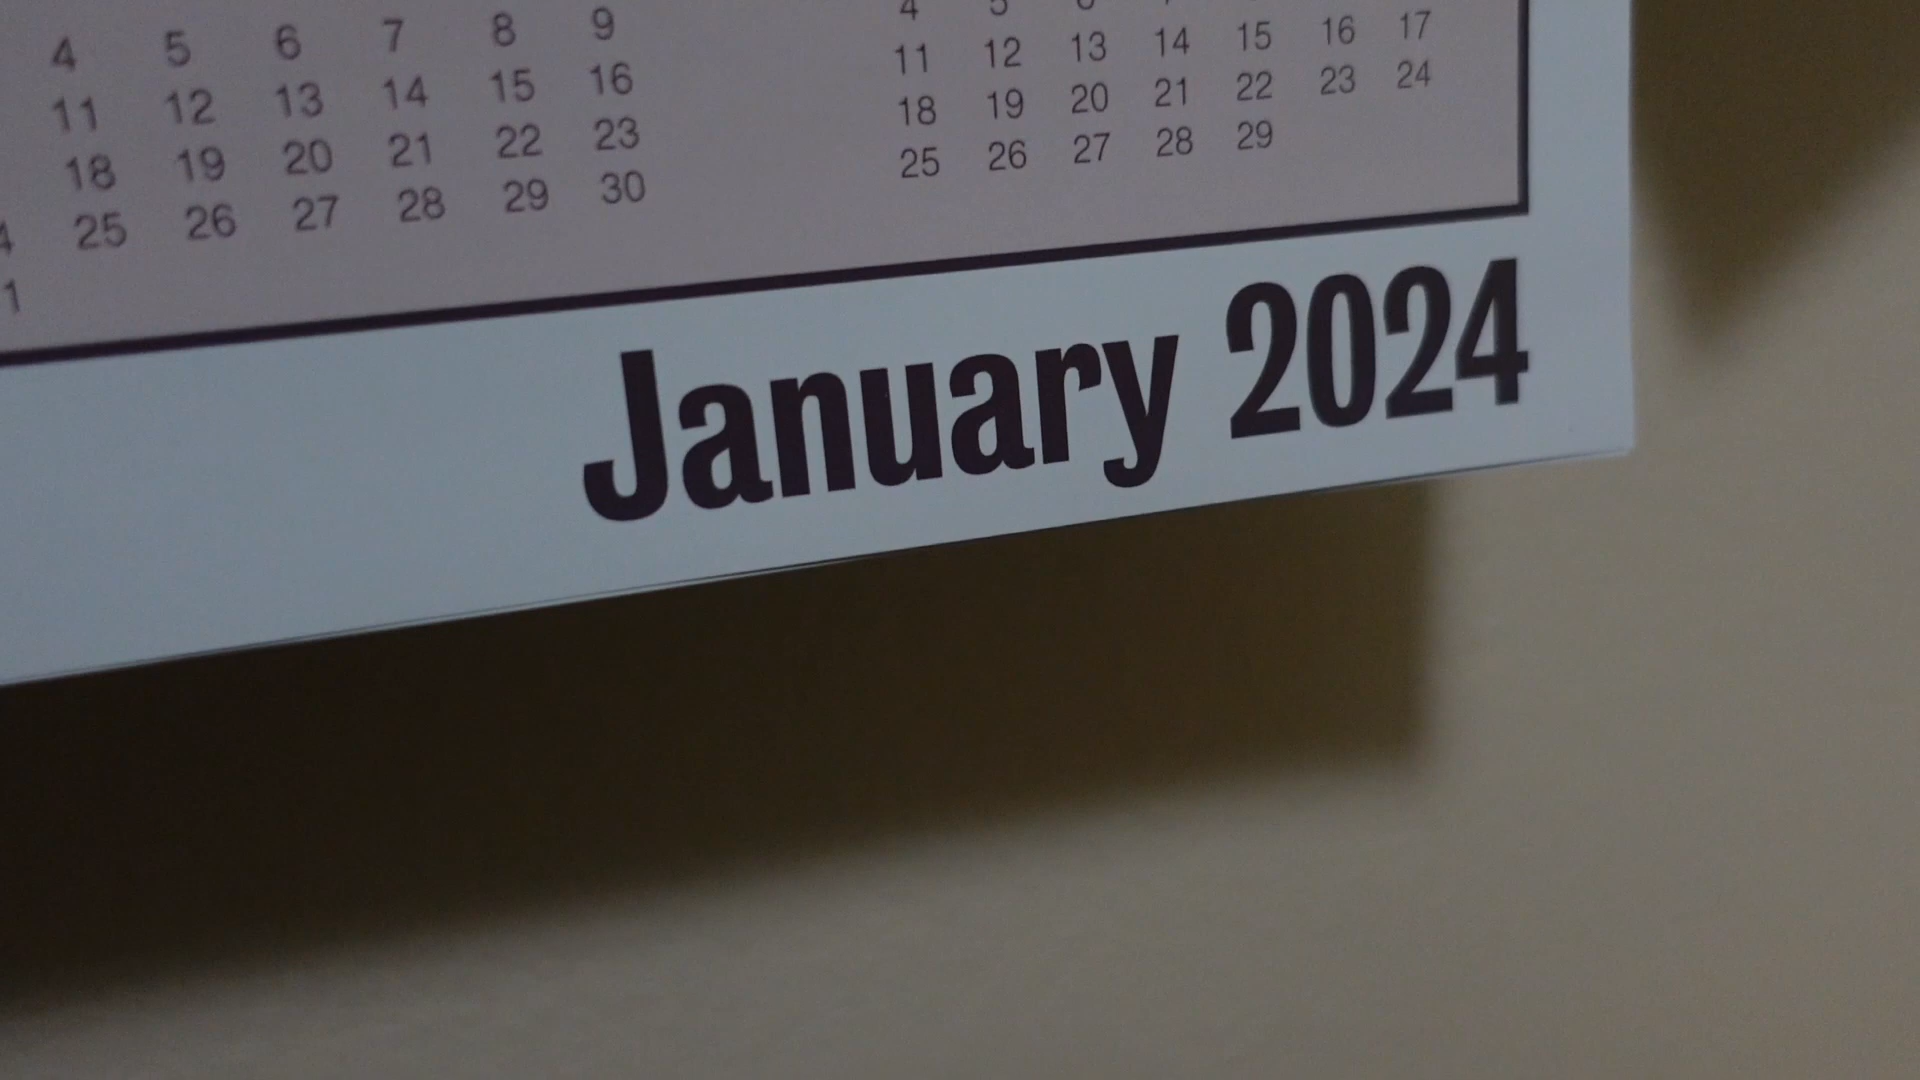 4 5 6 7 8 9
11 12 13 14 15 16
18 19 20 21 22 23
25 26 27 28 29 30
1
4 5
11 12 13 14 15 16 17
18 19 20 21 22 23 24
25 26 27 28 29
January 2024